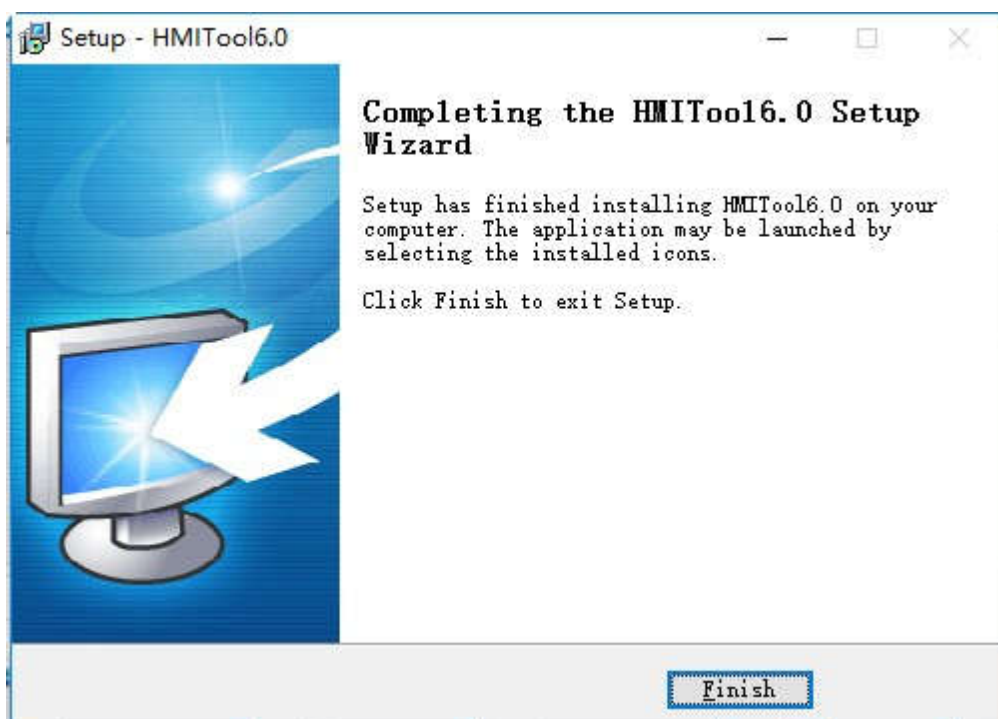 Setup - HMITool6.0
Completing the HMITool6.0 Setup
Wizard
Setup has finished installing HMITool6.0 on your
computer. The application may be launched by
selecting the installed icons.
Click Finish to exit Setup.
Finish